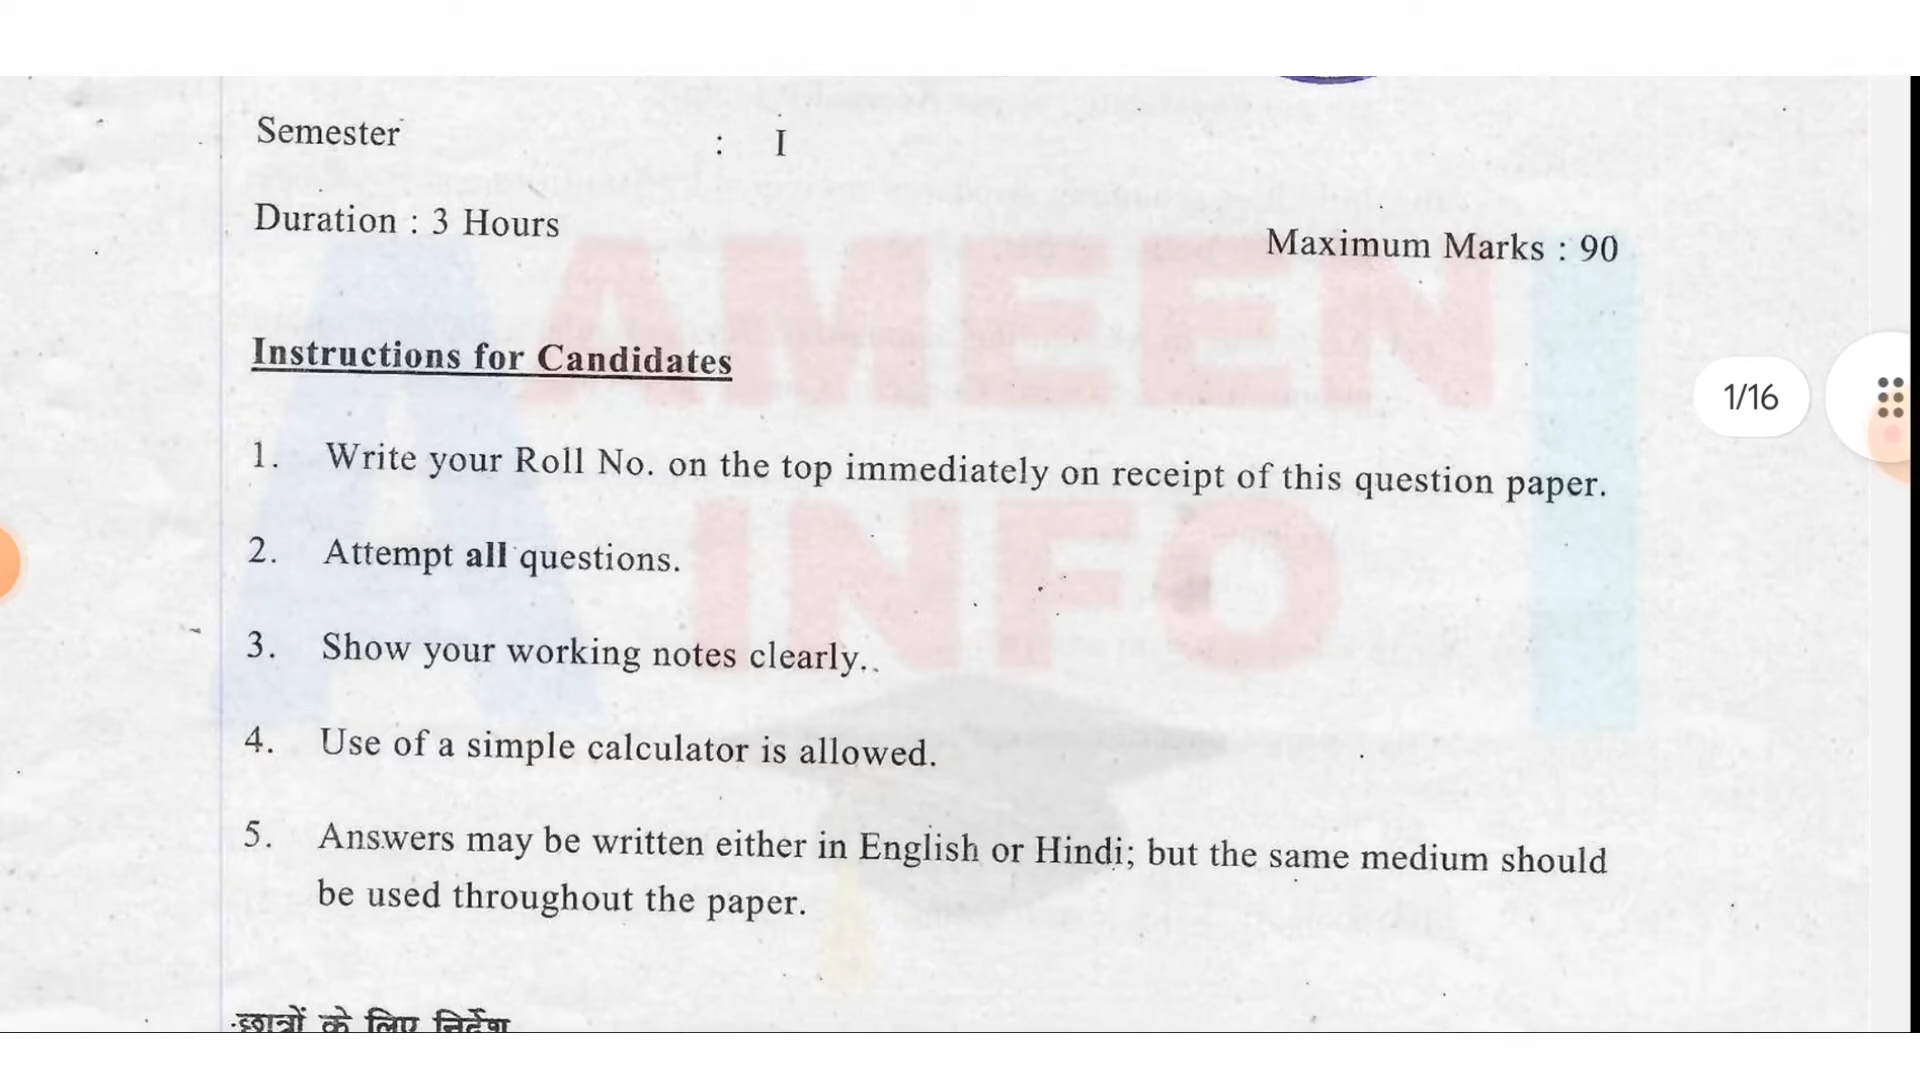 Semester : I
Duration : 3 Hours
Maximum Marks : 90
AMEEN
INFO
Instructions for Candidates
1. Write your Roll No. on the top immediately on receipt of this question paper.
2. Attempt all questions.
3. Show your working notes clearly..
4. Use of a simple calculator is allowed.
5. Answers may be written either in English or Hindi; but the same medium should
be used throughout the paper.
छात्रों के लिए निर्देश
1/16